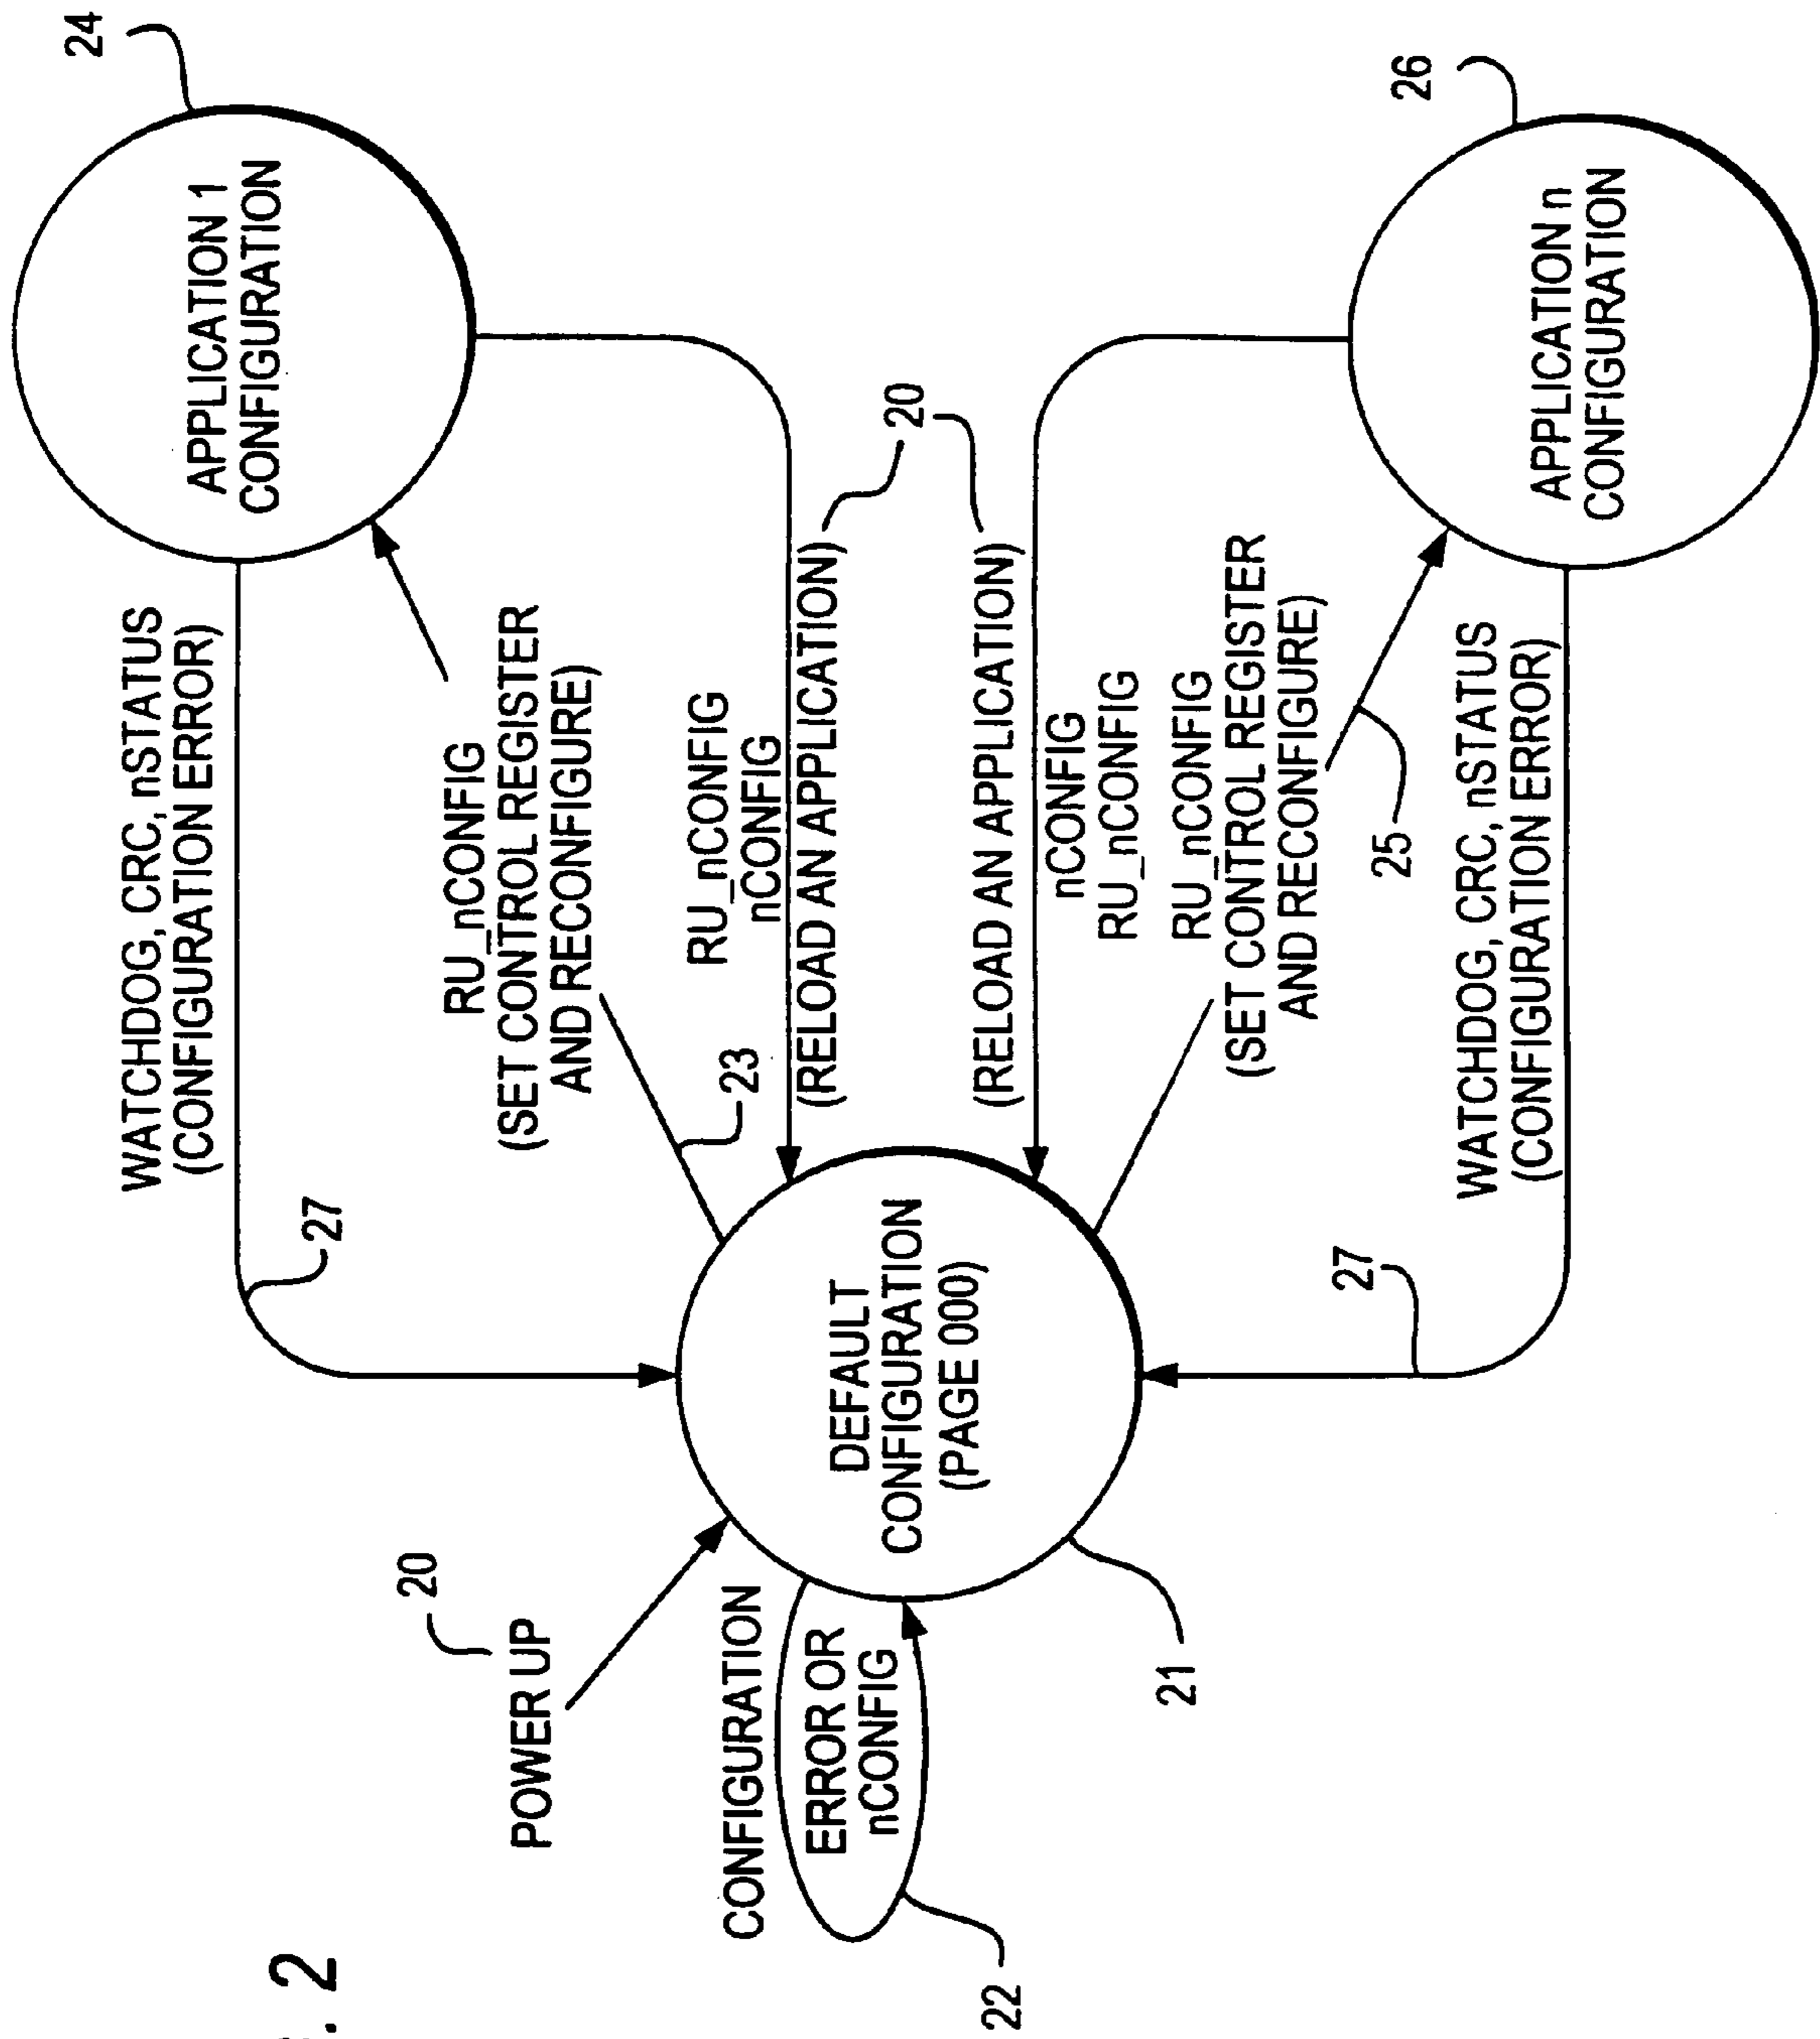 . 2
24
WATCHDOG, CRC, nSTATUS
(CONFIGURATION ERROR)
APPLICATION 1
CONFIGURATION
27
20
POWER UP
RU_nCONFIG
(SET CONTROL REGISTER
AND RECONFIGURE)
23
RU_nCONFIG
nCONFIG
(RELOAD AN APPLICATION)
20
CONFIGURATION
ERROR OR
nCONFIG
22
DEFAULT
CONFIGURATION
(PAGE 000)
21
(RELOAD AN APPLICATION)
nCONFIG
RU_nCONFIG
RU_nCONFIG
(SET CONTROL REGISTER
AND RECONFIGURE)
25
27
26
WATCHDOG, CRC, nSTATUS
(CONFIGURATION ERROR)
APPLICATION n
CONFIGURATION